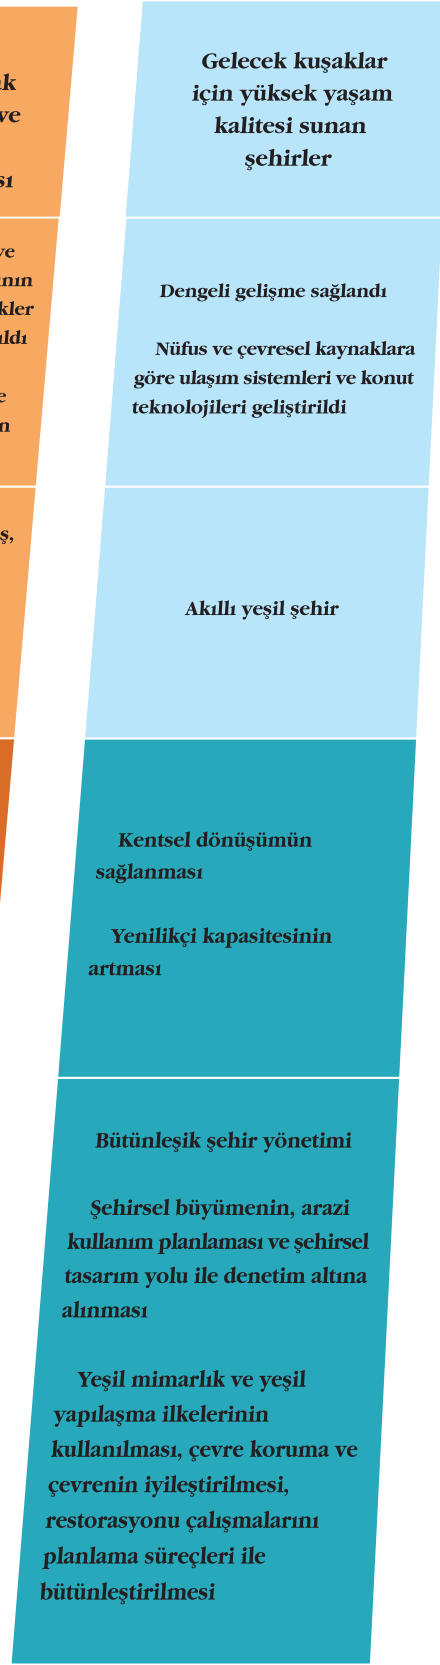 Gelecek kuşaklar
için yüksek yaşam
kalitesi sunan
şehirler
Dengeli gelişme sağlandı
Nüfus ve çevresel kaynaklara
göre ulaşım sistemleri ve konut
teknolojileri geliştirildi
Akıllı yeşil şehir
Kentsel dönüşümün
sağlanması
Yenilikçi kapasitesinin
artması
Bütünleşik şehir yönetimi
Şehirsel büyümenin, arazi
kullanım planlaması ve şehirsel
tasarım yolu ile denetim altına
alınması
Yeşil mimarlık ve yeşil
yapılaşma ilkelerinin
kullanılması, çevre koruma ve
çevrenin iyileştirilmesi,
restorasyonu çalışmalarını
planlama süreçleri ile
bütünleştirilmesi